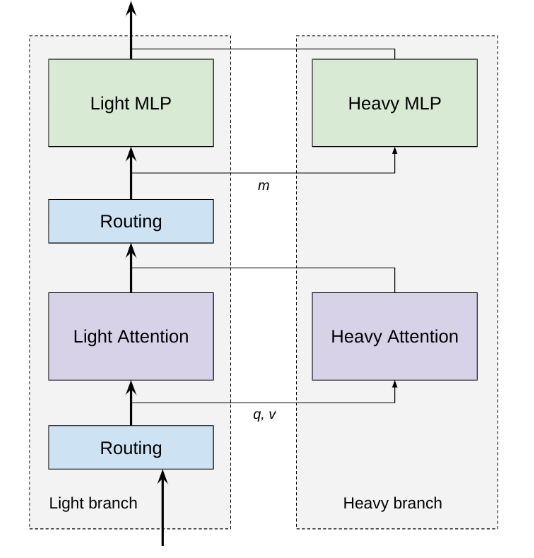 Light MLP
Heavy MLP
m
Routing
Light Attention
Heavy Attention
q, v
Routing
Light branch
Heavy branch